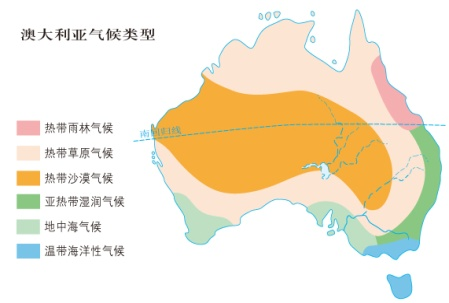 澳大利亚气候类型
南回归线
热带雨林气候
热带草原气候
热带沙漠气候
亚热带湿润气候
地中海气候
温带海洋性气候